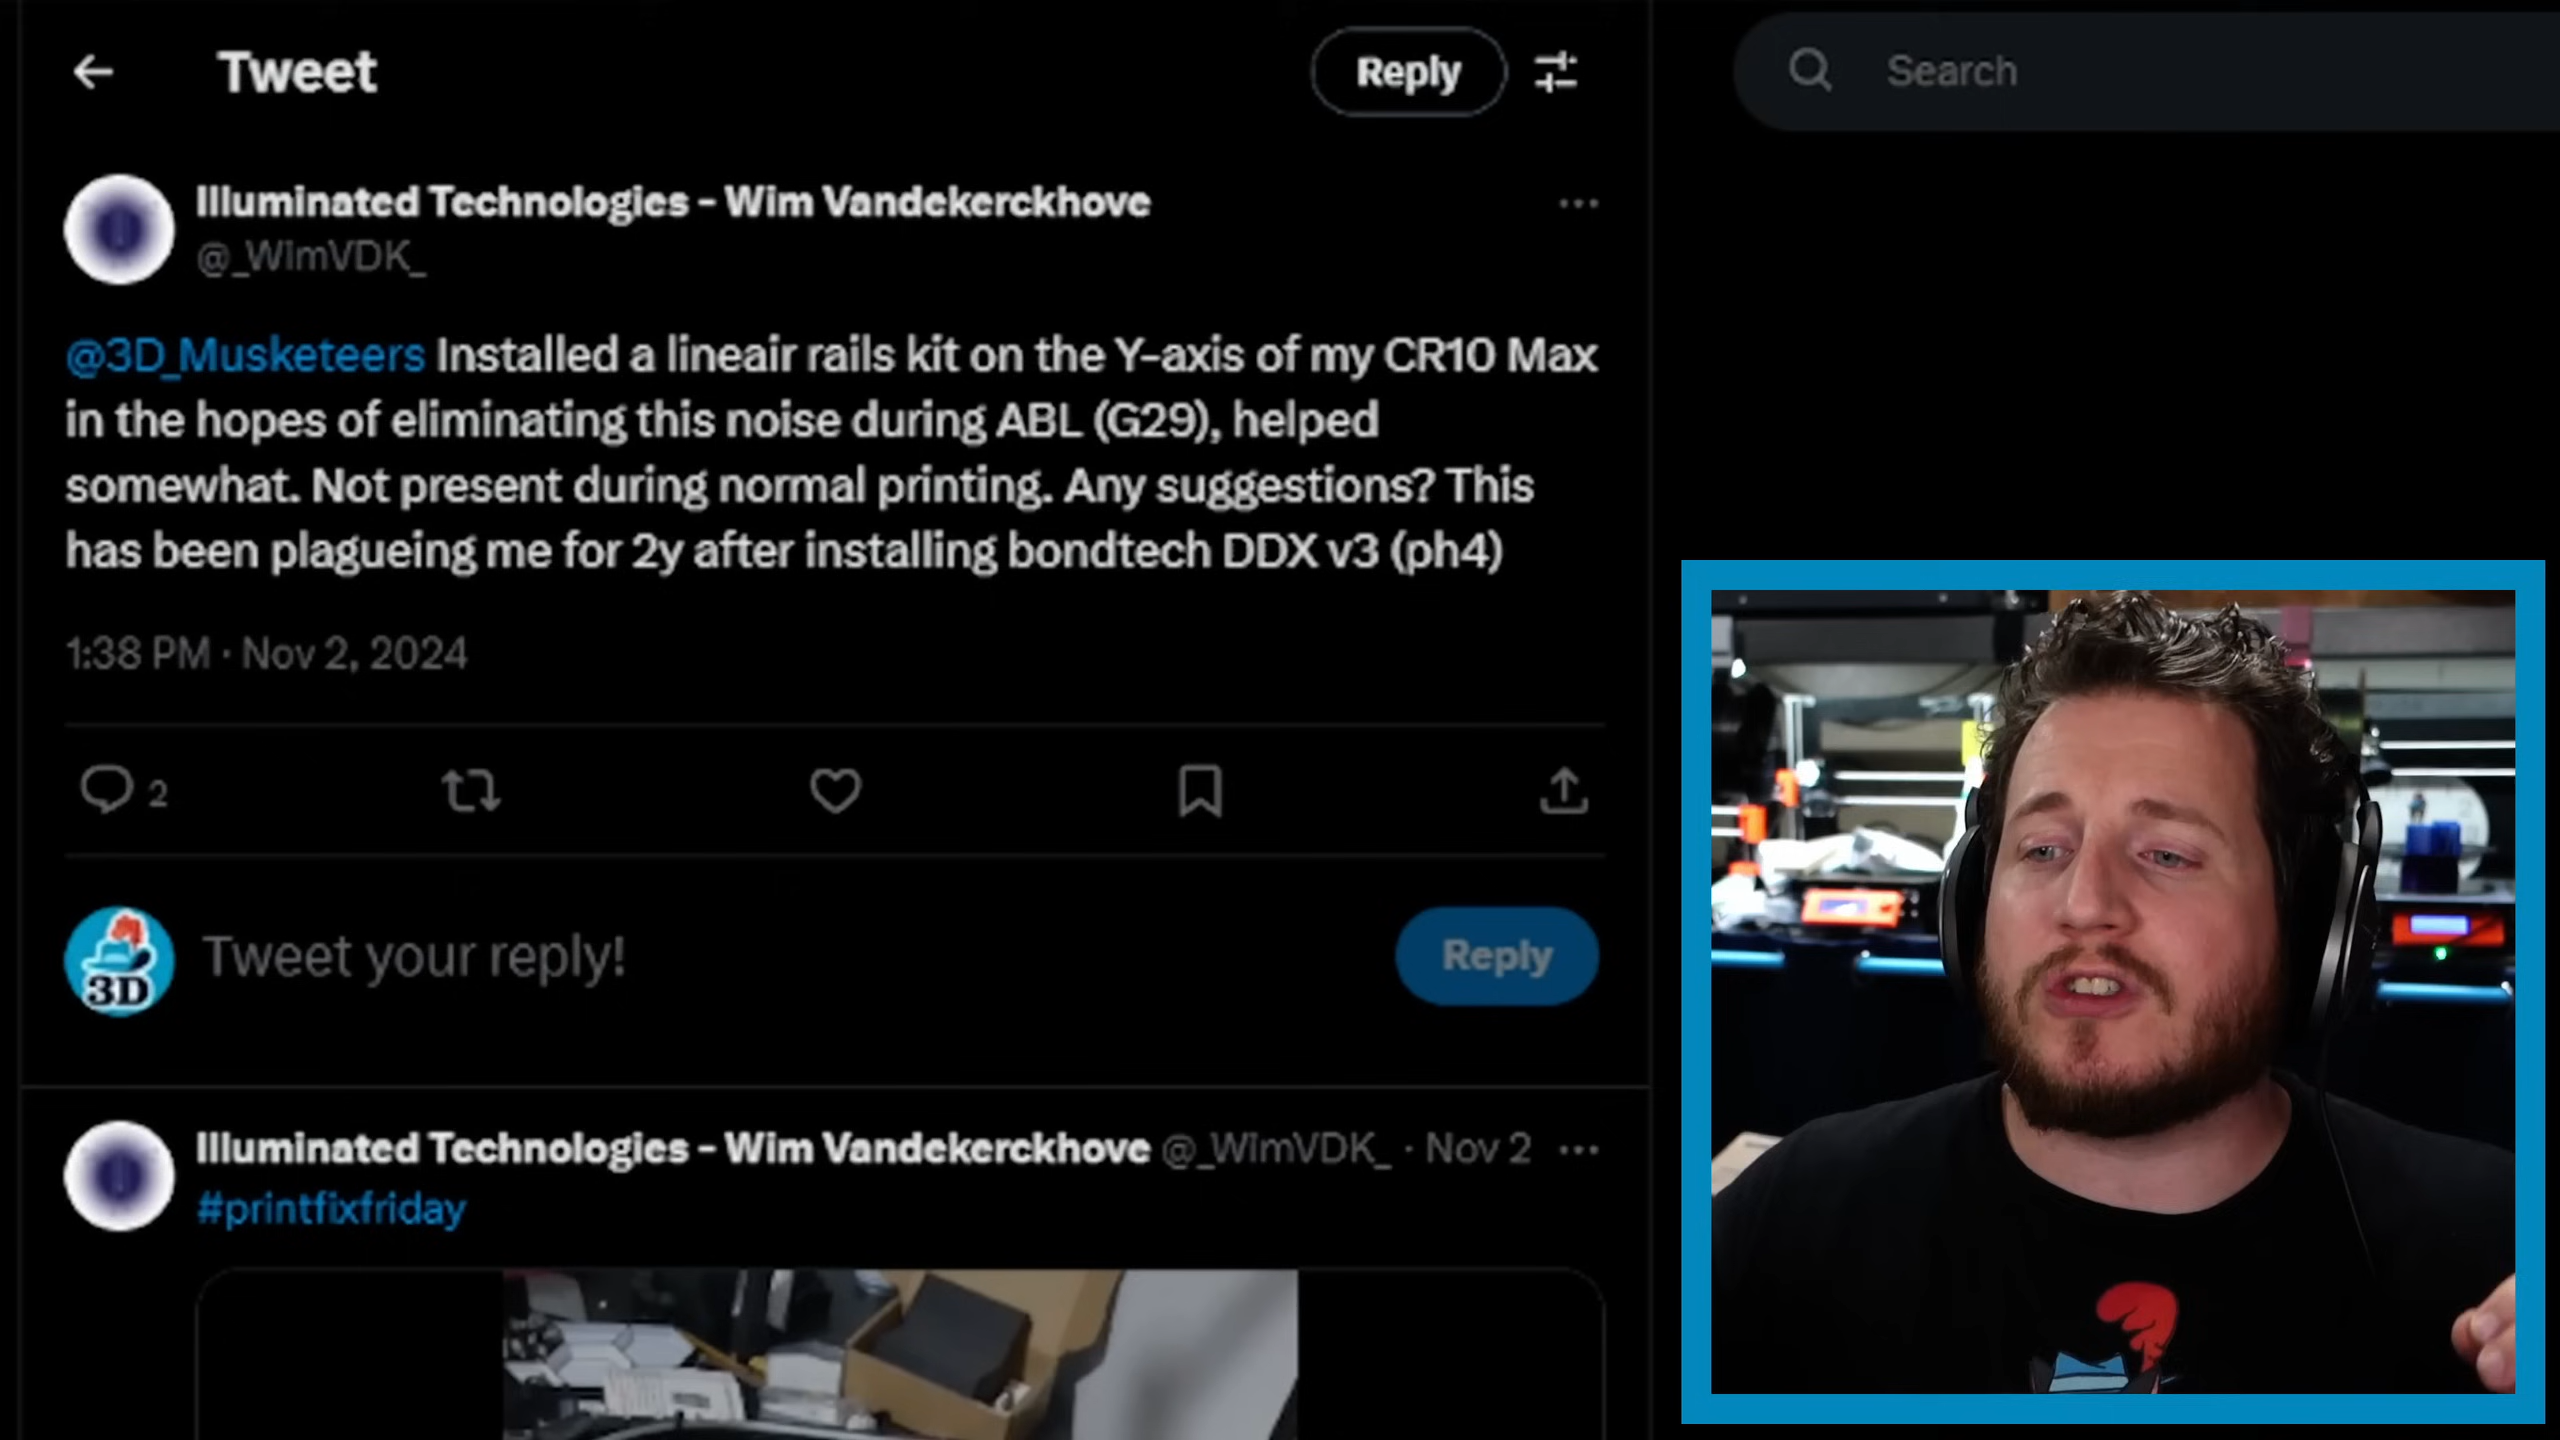 Tweet
Reply
Search
Illuminated Technologies - Wim Vandekerckhove
@_WimVDK_
@3D_Musketeers Installed a lineair rails kit on the Y-axis of my CR10 Max
in the hopes of eliminating this noise during ABL (G29), helped
somewhat. Not present during normal printing. Any suggestions? This
has been plagueing me for 2y after installing bondtech DDX v3 (ph4)
1:38 PM · Nov 2, 2024
2
3D
Tweet your reply!
Reply
Illuminated Technologies - Wim Vandekerckhove @_WimVDK_ · Nov 2
#printfixfriday